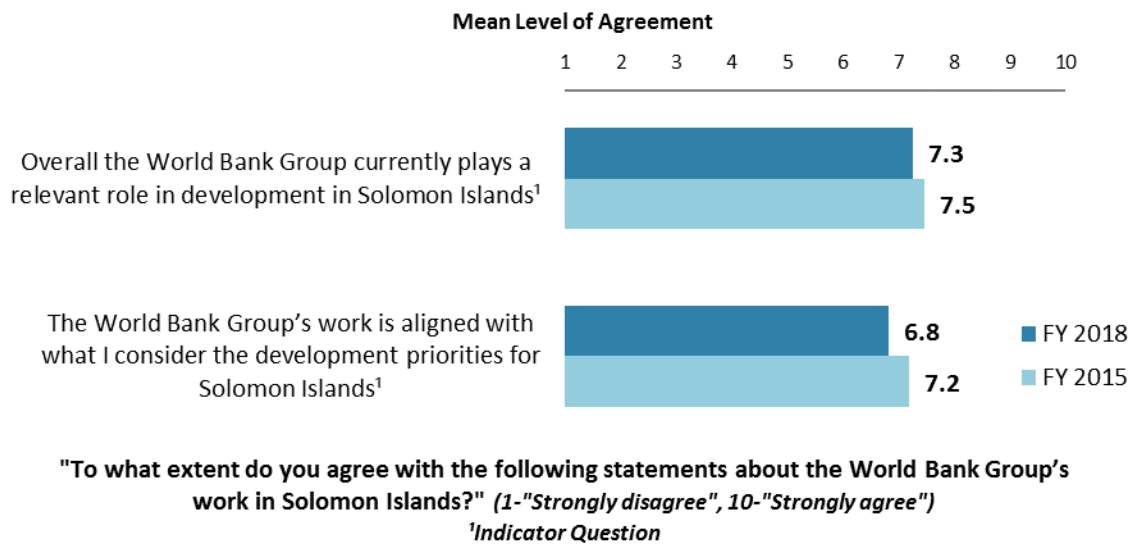 Mean Level of Agreement
1 2 3 4 5 6 7 8 9 10
Overall the World Bank Group currently plays a
relevant role in development in Solomon Islands¹
7.3
7.5
The World Bank Group’s work is aligned with
what I consider the development priorities for
Solomon Islands¹
6.8
7.2
FY 2018
FY 2015
"To what extent do you agree with the following statements about the World Bank Group’s
work in Solomon Islands?" (1-"Strongly disagree", 10-"Strongly agree")
¹Indicator Question